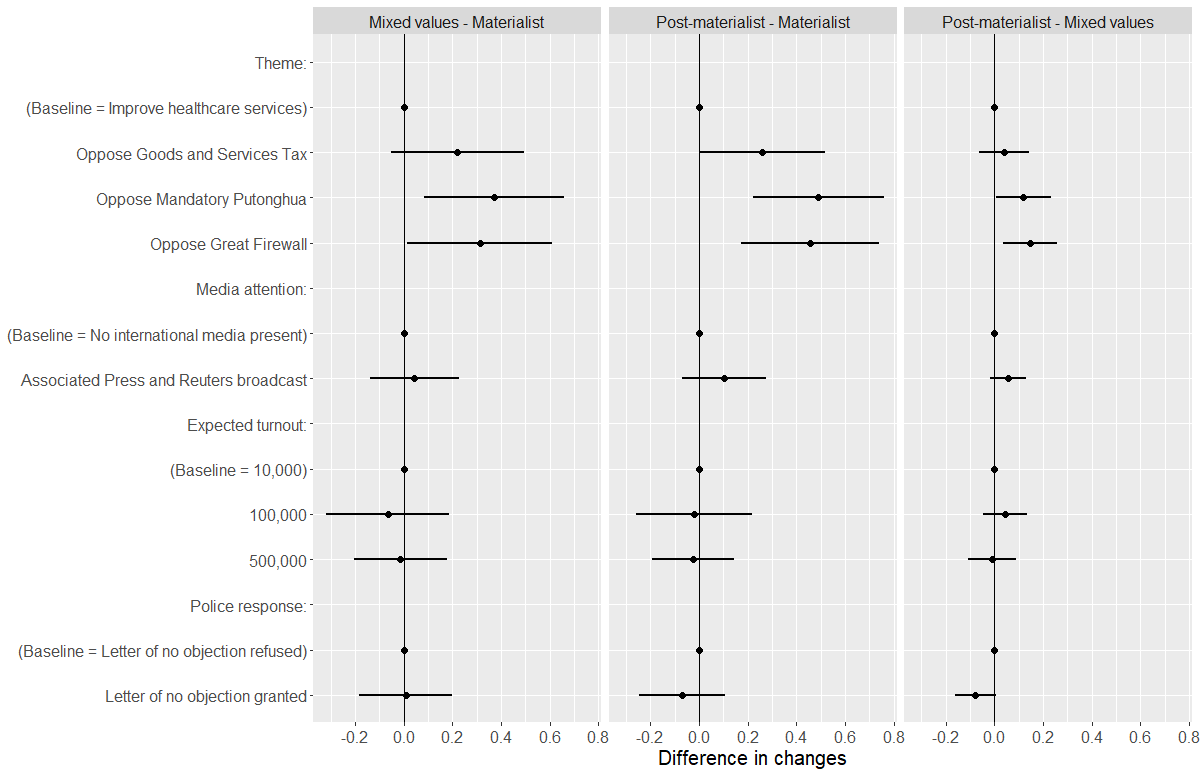 Mixed values - Materialist
Post-materialist - Materialist
Post-materialist - Mixed values
Theme:
(Baseline = Improve healthcare services)
Oppose Goods and Services Tax
Oppose Mandatory Putonghua
Oppose Great Firewall
Media attention:
(Baseline = No international media present)
Associated Press and Reuters broadcast
Expected turnout:
(Baseline = 10,000)
100,000
500,000
Police response:
(Baseline = Letter of no objection refused)
Letter of no objection granted
-0.2 0.0 0.2 0.4 0.6 0.8
-0.2 0.0 0.2 0.4 0.6 0.8
-0.2 0.0 0.2 0.4 0.6 0.8
Difference in changes